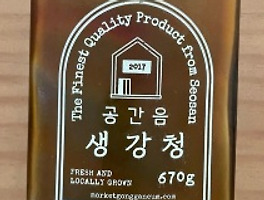 The Finest Quality Product from Seosan
2017
공간음
생강청
FRESH AND
LOCALLY GROWN
670g
marketgongganeum.com